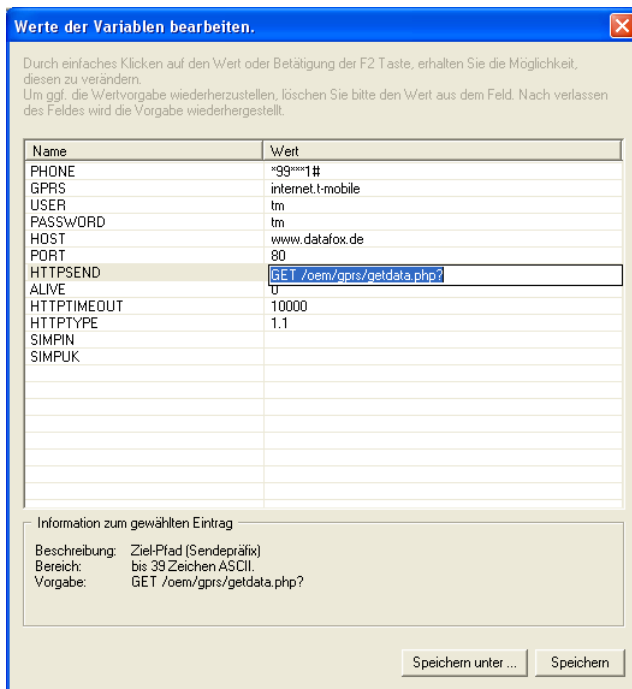 Werte der Variablen bearbeiten.
Durch einfaches Klicken auf den Wert oder Betätigung der F2 Taste, erhalten Sie die Möglichkeit,
diesen zu verändern.
Um ggf. die Wertvorgabe wiederherzustellen, löschen Sie bitte den Wert aus dem Feld. Nach verlassen
des Feldes wird die Vorgabe wiederhergestellt.
Name Wert
PHONE *99***1#
GPRS internet.t-mobile
USER tm
PASSWORD tm
HOST www.datafox.de
PORT 80
HTTPSEND GET /oem/gprs/getdata.php?
ALIVE 0
HTTPTIMEOUT 10000
HTTPTYPE 1.1
SIMPIN
SIMPUK
Information zum gewählten Eintrag
Beschreibung: Ziel-Pfad (Sendepräfix)
Bereich: bis 39 Zeichen ASCII.
Vorgabe: GET /oem/gprs/getdata.php?
Speichern unter ... Speichern